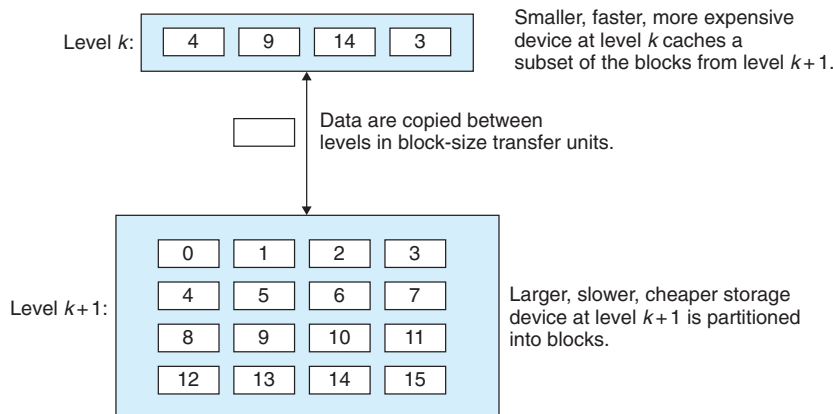 Level k:
4 9 14 3
Smaller, faster, more expensive
device at level k caches a
subset of the blocks from level k+1.
Data are copied between
levels in block-size transfer units.
Level k+1:
0 1 2 3
4 5 6 7
8 9 10 11
12 13 14 15
Larger, slower, cheaper storage
device at level k+1 is partitioned
into blocks.